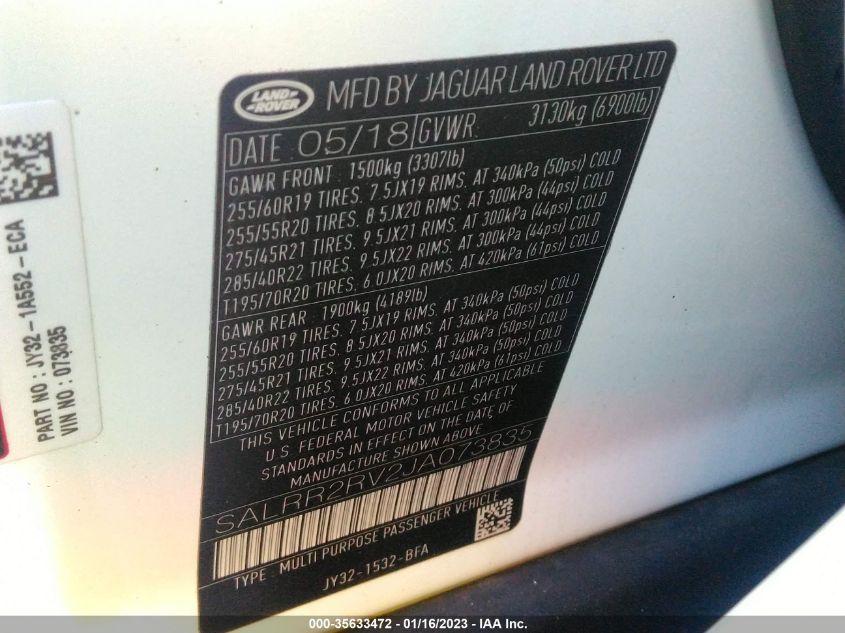 LAND ROVER MFD BY JAGUAR LAND ROVER LTD
DATE 05/18 GVWR: 3130kg (6900lb)
GAWR FRONT : 1500kg (3307lb)
255/60R19 TIRES. 7.5JX19 RIMS. AT 340kPa (50psi) COLD
255/55R20 TIRES. 8.5JX20 RIMS. AT 300kPa (44psi) COLD
275/45R21 TIRES. 9.5JX21 RIMS. AT 300kPa (44psi) COLD
285/40R22 TIRES. 9.5JX22 RIMS. AT 300kPa (44psi) COLD
T195/70R20 TIRES. 6.0JX20 RIMS. AT 420kPa (61psi) COLD
GAWR REAR : 1900kg (4189lb)
255/60R19 TIRES. 7.5JX19 RIMS. AT 340kPa (50psi) COLD
255/55R20 TIRES. 8.5JX20 RIMS. AT 340kPa (50psi) COLD
275/45R21 TIRES. 9.5JX21 RIMS. AT 340kPa (50psi) COLD
285/40R22 TIRES. 9.5JX22 RIMS. AT 340kPa (50psi) COLD
T195/70R20 TIRES. 6.0JX20 RIMS. AT 420kPa (61psi) COLD
THIS VEHICLE CONFORMS TO ALL APPLICABLE
U.S. FEDERAL MOTOR VEHICLE SAFETY
STANDARDS IN EFFECT ON THE DATE OF
MANUFACTURE SHOWN ABOVE
SALRR2RV2JA073835
TYPE : MULTI PURPOSE PASSENGER VEHICLE
JY32-1532-BFA
PART NO : JY32-1A552-ECA
VIN NO : 073835
000-35633472 - 01/16/2023 - IAA Inc.